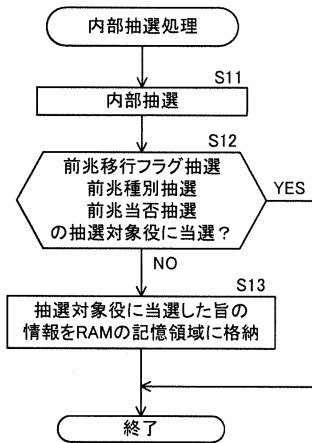 内部抽選処理
S11
内部抽選
S12
前兆移行フラグ抽選
前兆種別抽選
前兆当否抽選
の抽選対象役に当選？
YES
NO
S13
抽選対象役に当選した旨の
情報をRAMの記憶領域に格納
終了